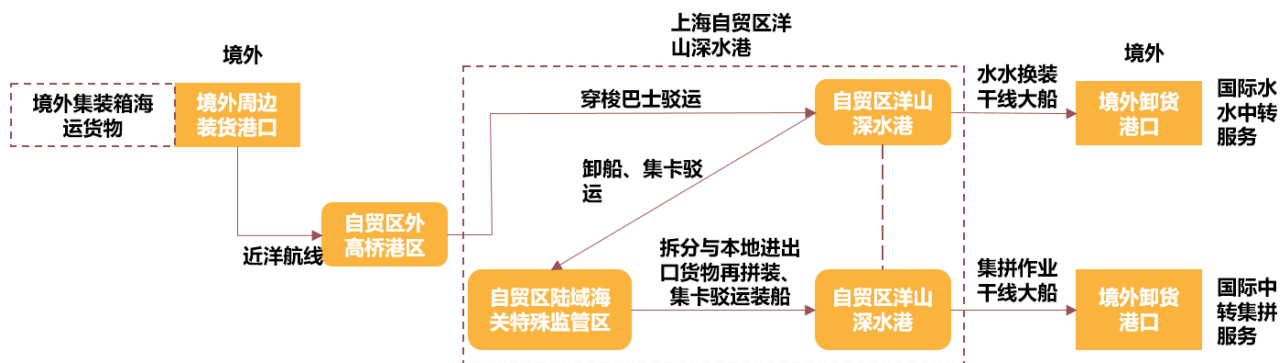 上海自贸区洋
山深水港
境外
境外
境外集装箱海
运货物
境外周边
装货港口
穿梭巴士驳运
自贸区洋山
深水港
水水换装
干线大船
境外卸货
港口
国际水
水中转
服务
卸船、集卡驳
运
自贸区外
高桥港区
近洋航线
自贸区陆域海
关特殊监管区
拆分与本地进出
口货物再拼装、
集卡驳运装船
自贸区洋山
深水港
集拼作业
干线大船
境外卸货
港口
国际中
转集拼
服务